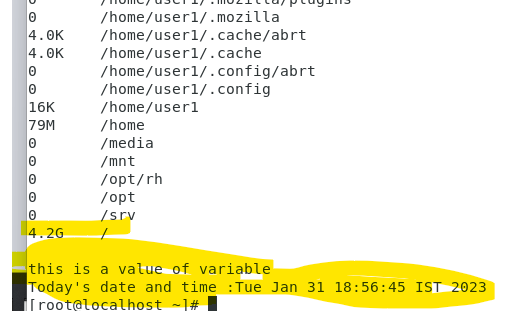 0 /home/user1/.mozilla/plugins
0 /home/user1/.mozilla
4.0K /home/user1/.cache/abrt
4.0K /home/user1/.cache
0 /home/user1/.config/abrt
0 /home/user1/.config
16K /home/user1
79M /home
0 /media
0 /mnt
0 /opt/rh
0 /opt
0 /srv
4.2G /
this is a value of variable
Today's date and time :Tue Jan 31 18:56:45 IST 2023
[root@localhost ~]#